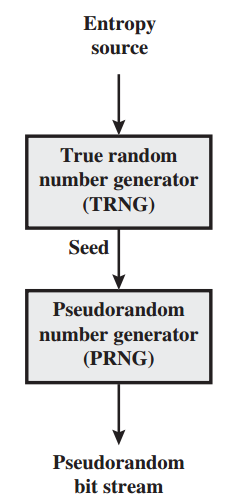 Entropy
source
True random
number generator
(TRNG)
Seed
Pseudorandom
number generator
(PRNG)
Pseudorandom
bit stream